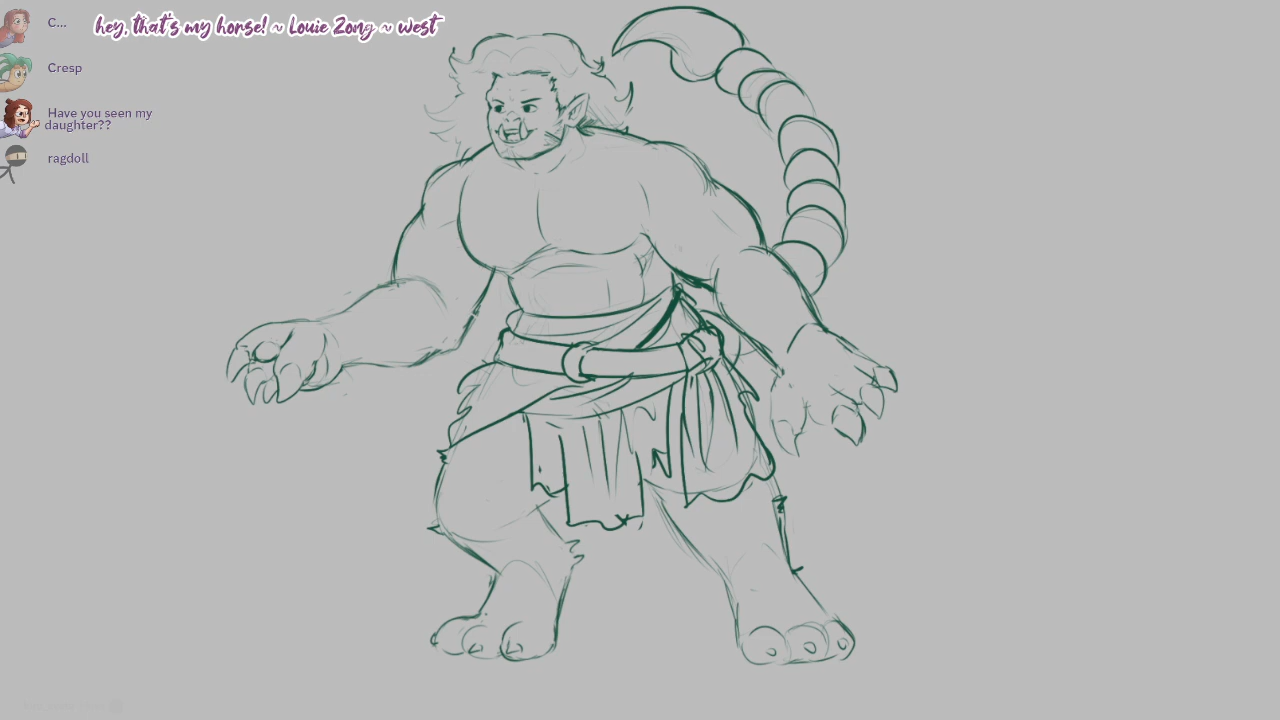 hey, that's my horse! ~ Louie Zong ~ west
C...
Cresp
Have you seen my
daughter??
ragdoll